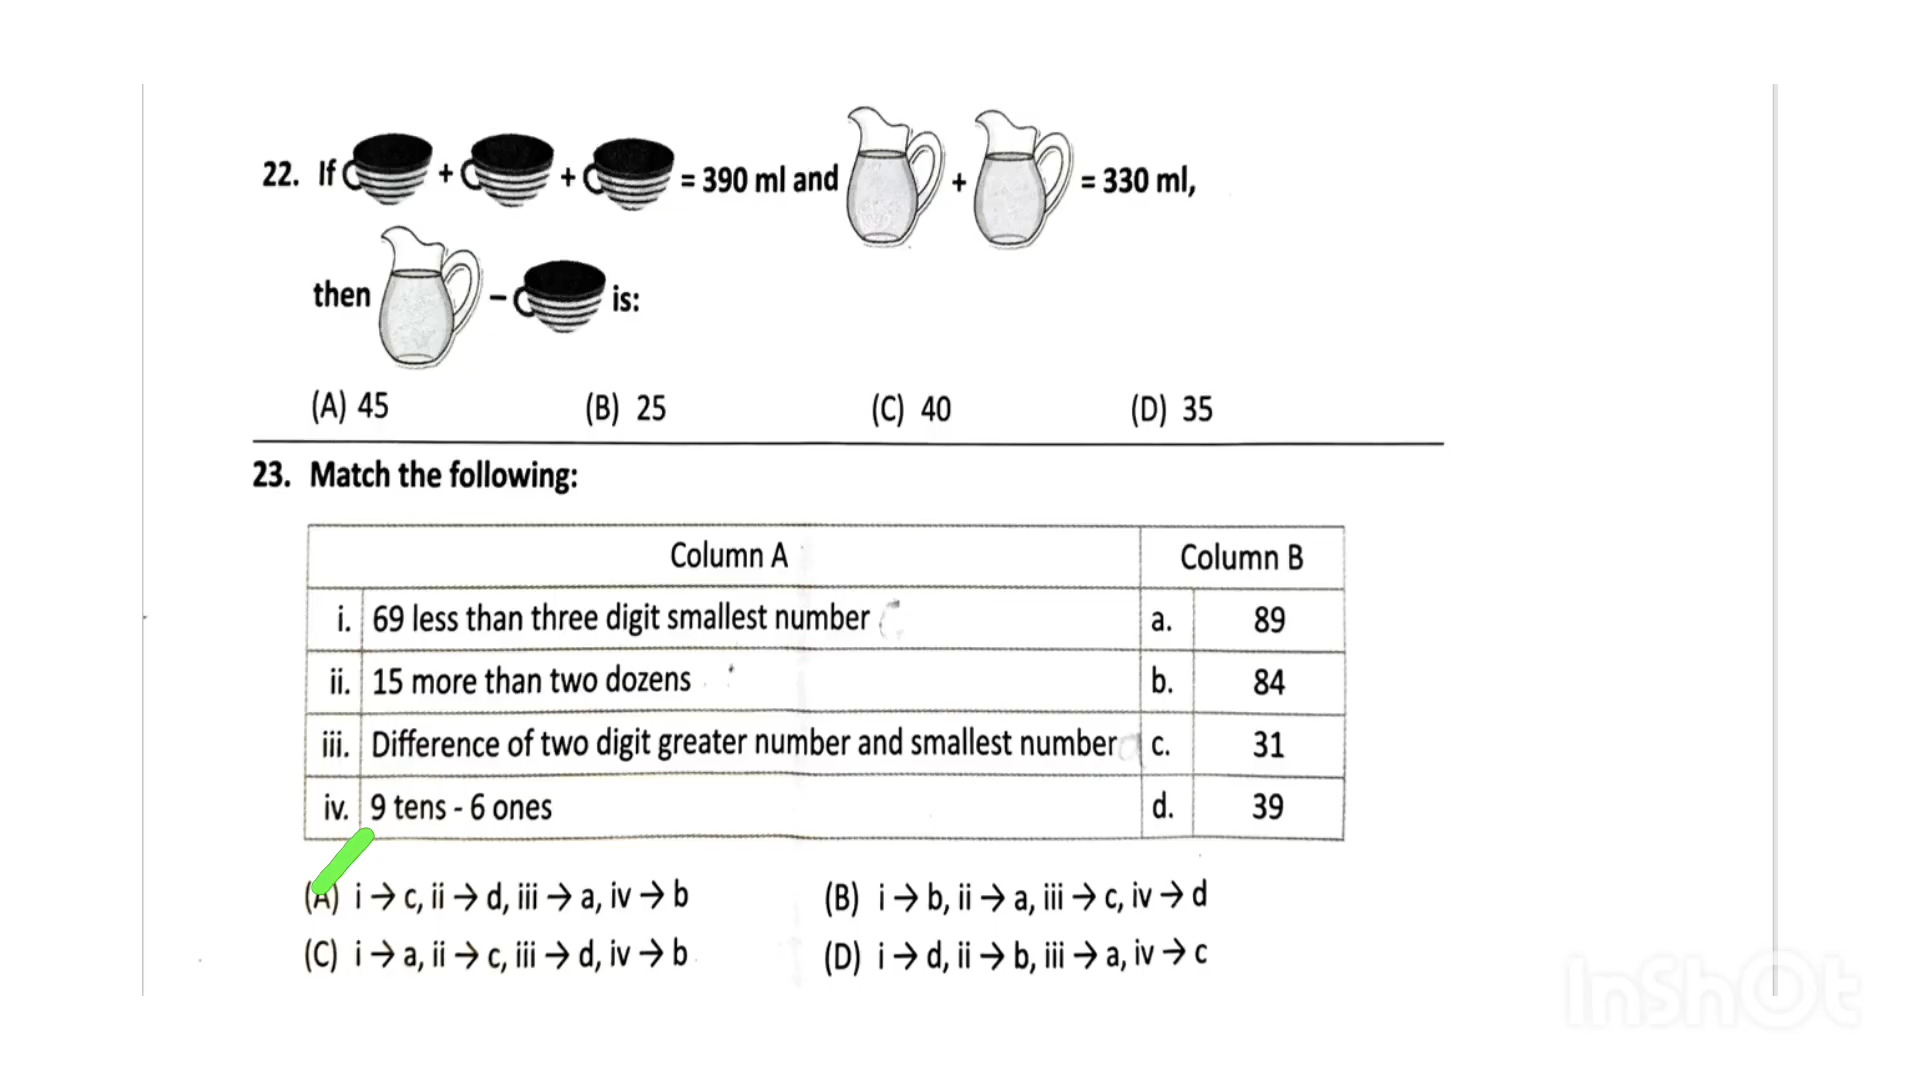 22. If + + = 390 ml and + = 330 ml,
then – is:
(A) 45 (B) 25 (C) 40 (D) 35
23. Match the following:
Column A Column B
i. 69 less than three digit smallest number a. 89
ii. 15 more than two dozens b. 84
iii. Difference of two digit greater number and smallest number c. 31
iv. 9 tens - 6 ones d. 39
(A) i → c, ii → d, iii → a, iv → b (B) i → b, ii → a, iii → c, iv → d
(C) i → a, ii → c, iii → d, iv → b (D) i → d, ii → b, iii → a, iv → c
InShOt